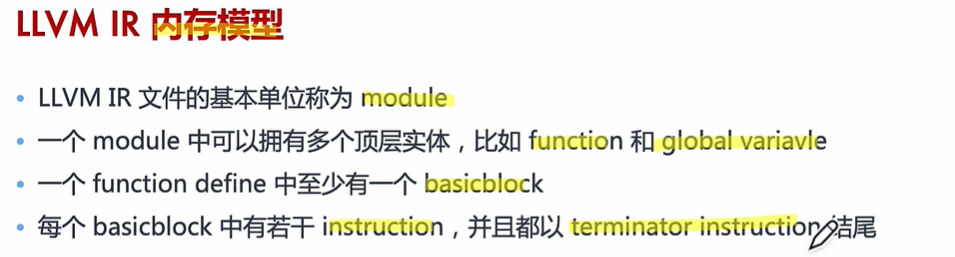 LLVM IR 内存模型
• LLVM IR 文件的基本单位称为 module
• 一个 module 中可以拥有多个顶层实体，比如 function 和 global variavle
• 一个 function define 中至少有一个 basicblock
• 每个 basicblock 中有若干 instruction，并且都以 terminator instruction 结尾